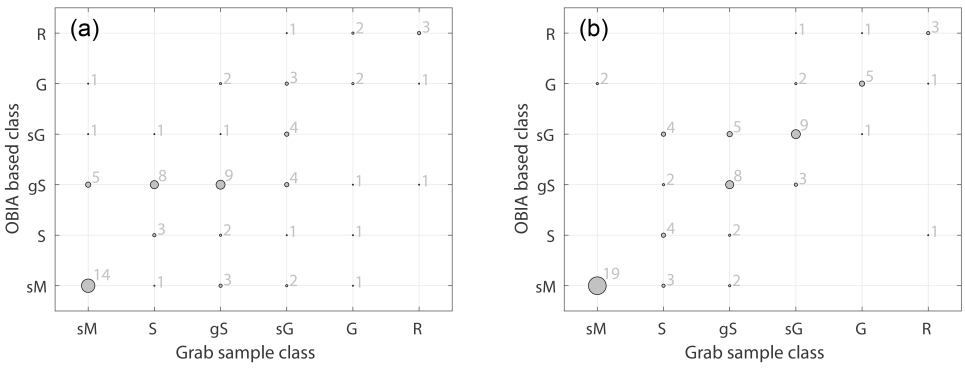 (a)
OBIA based class
R 1 2 3
G 1 2 3 2 1
sG 1 1 1 4
gS 5 8 9 4 1 1
S 3 2 1 1
sM 14 1 3 2 1
sM S gS sG G R
Grab sample class
(b)
OBIA based class
R 1 1 3
G 2 2 5 1
sG 4 5 9 1
gS 2 8 3
S 4 2 1
sM 19 3 2
sM S gS sG G R
Grab sample class